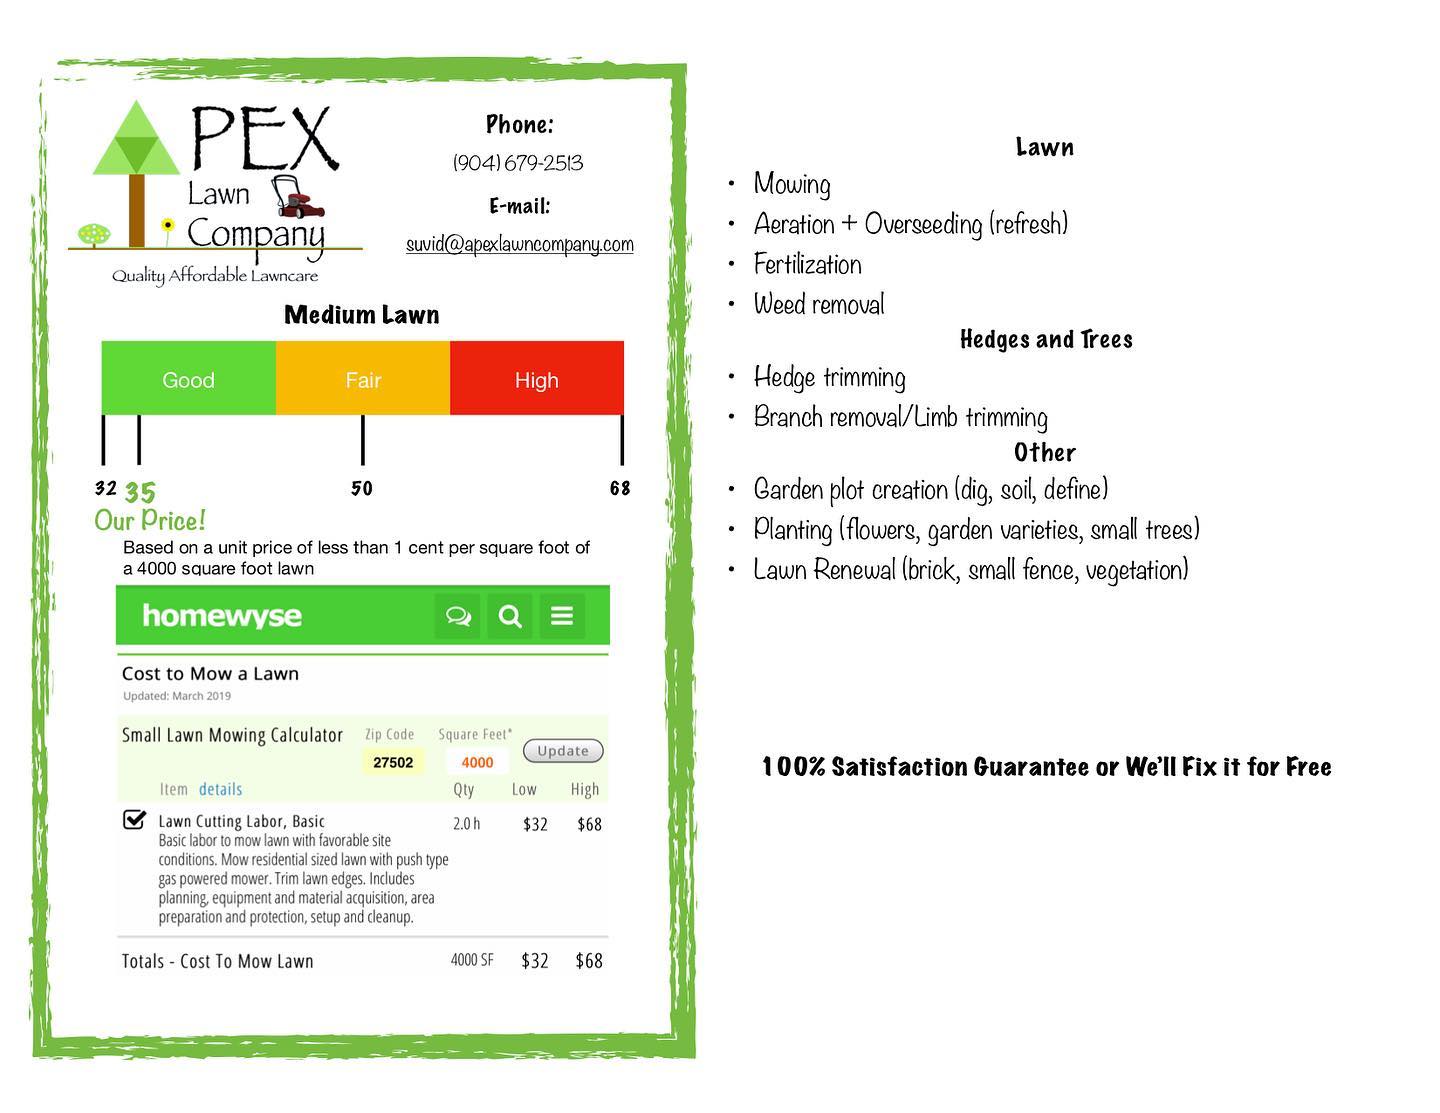 PEX
Lawn
Company
Quality Affordable Lawncare
Phone:
(904) 679-2513
E-mail:
suvid@apexlawncompany.com
Medium Lawn
Good Fair High
32 35 50 68
Our Price!
Based on a unit price of less than 1 cent per square foot of
a 4000 square foot lawn
homewyse
Cost to Mow a Lawn
Updated: March 2019
Small Lawn Mowing Calculator Zip Code Square Feet* Update
27502 4000
Item details Qty Low High
Lawn Cutting Labor, Basic 2.0 h $32 $68
Basic labor to mow lawn with favorable site
conditions. Mow residential sized lawn with push type
gas powered mower. Trim lawn edges. Includes
planning, equipment and material acquisition, area
preparation and protection, setup and cleanup.
Totals - Cost To Mow Lawn 4000 SF $32 $68
Lawn
• Mowing
• Aeration + Overseeding (refresh)
• Fertilization
• Weed removal
Hedges and Trees
• Hedge trimming
• Branch removal/Limb trimming
Other
• Garden plot creation (dig, soil, define)
• Planting (flowers, garden varieties, small trees)
• Lawn Renewal (brick, small fence, vegetation)
100% Satisfaction Guarantee or We'll Fix it for Free